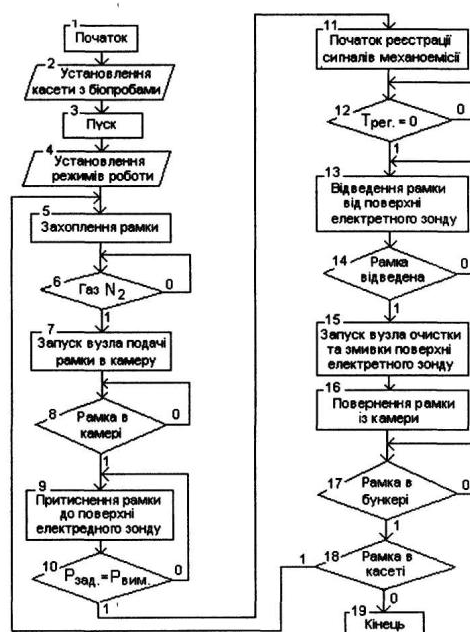 1
Початок
2
Установлення
касети з біопробами
3
Пуск
4
Установлення
режимів роботи
5
Захоплення рамки
6
Газ N2
0
1
7
Запуск вузла подачі
рамки в камеру
8
Рамка в
камері
0
1
9
Притиснення рамки
до поверхні
електредного зонду
10
Рзад.=Рвим.
0
1
11
Початок реєстрації
сигналів механоемісії
12
Трег. = 0
0
1
13
Відведення рамки
від поверхні
електретного зонду
14
Рамка
відведена
0
1
15
Запуск вузла очистки
та змивки поверхні
електретного зонду
16
Повернення рамки
із камери
17
Рамка в
бункері
0
1
18
Рамка в
касеті
1
0
19
Кінець